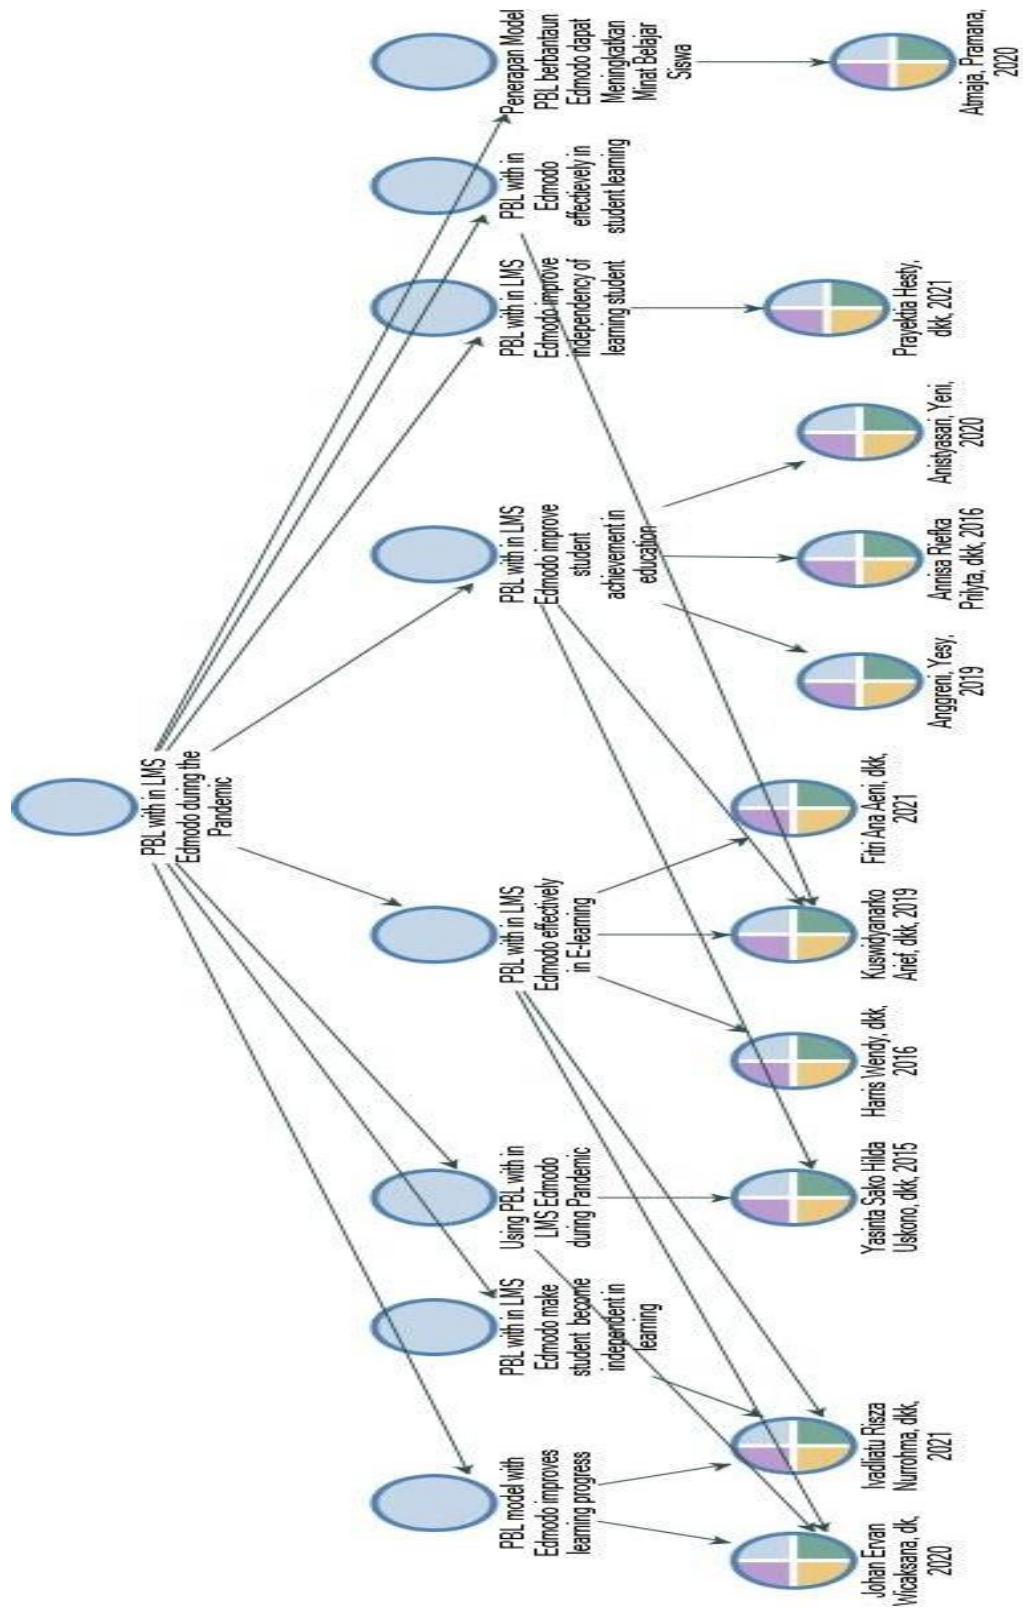 PBL with in LMS
Edmodo during the
Pandemic
PBL model with
Edmodo improves
learning progress
PBL with in LMS
Edmodo make
student become
independent in
learning
Using PBL with in
LMS Edmodo
during Pandemic
PBL with in LMS
Edmodo effectively
in E-learning
PBL with in LMS
Edmodo improve
student
achievement in
education
PBL with in LMS
Edmodo improve
independency of
learning student
PBL with in
Edmodo
effectievely in
student learning
Penerapan Model
PBL berbantaun
Edmodo dapat
Meningkatkan
Minat Belajar
Siswa
Johan Ervan
Wicaksana, dk,
2020
Ivadliatu Risza
Nurrohma, dkk,
2021
Yasinta Sako Hilda
Uskono, dkk, 2015
Harris Wendy, dkk,
2016
Kuswidyanarko
Arief, dkk, 2019
Fitri Ana Aeni, dkk,
2021
Anggreni, Yesy,
2019
Annisa Riefka
Prilyta, dkk, 2016
Anistyasari, Yeni,
2020
Prayektia Hesty,
dkk, 2021
Atmaja, Pramana,
2020